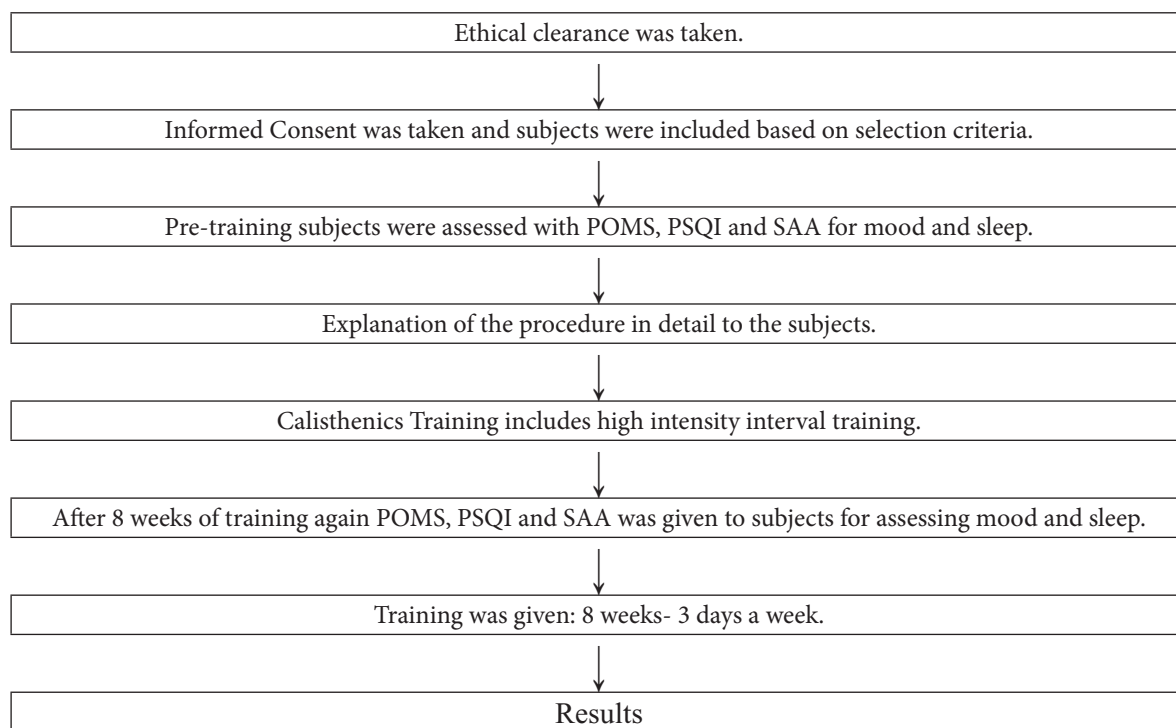 Ethical clearance was taken.
Informed Consent was taken and subjects were included based on selection criteria.
Pre-training subjects were assessed with POMS, PSQI and SAA for mood and sleep.
Explanation of the procedure in detail to the subjects.
Calisthenics Training includes high intensity interval training.
After 8 weeks of training again POMS, PSQI and SAA was given to subjects for assessing mood and sleep.
Training was given: 8 weeks- 3 days a week.
Results